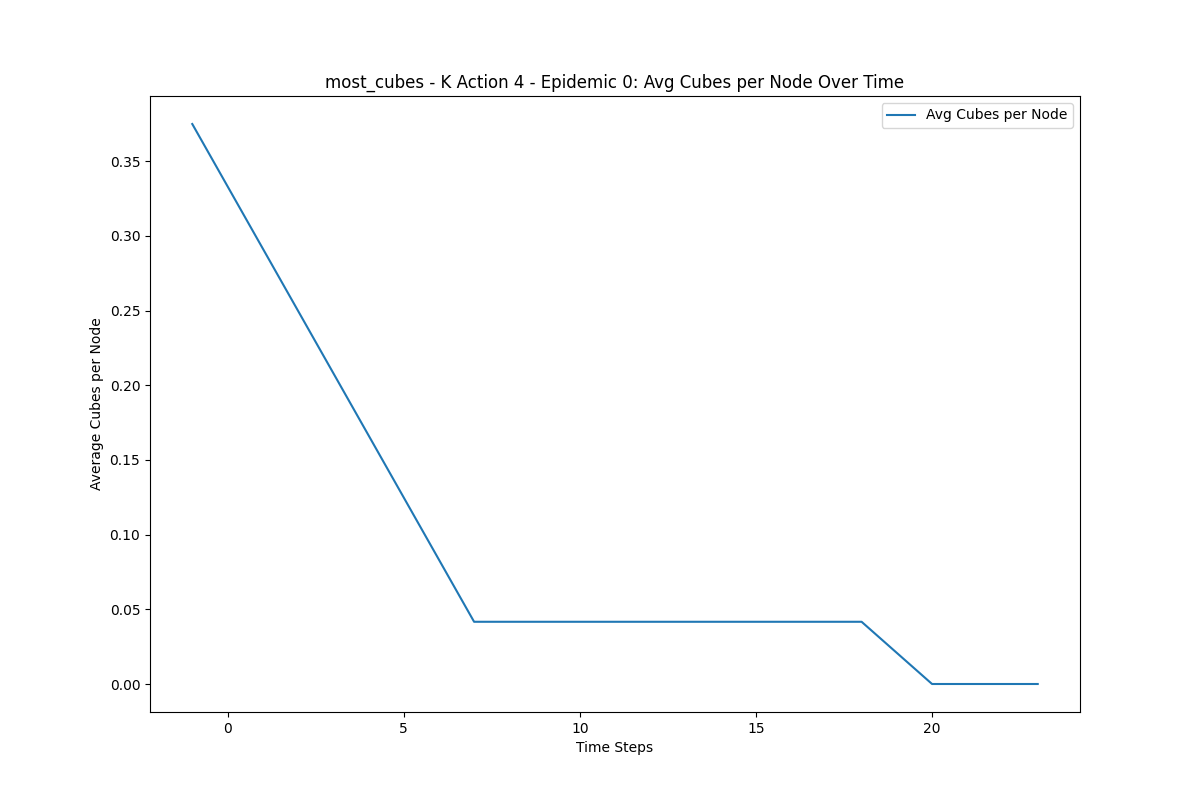 most_cubes - K Action 4 - Epidemic 0: Avg Cubes per Node Over Time
Avg Cubes per Node
Average Cubes per Node
0.35
0.30
0.25
0.20
0.15
0.10
0.05
0.00
0 5 10 15 20
Time Steps